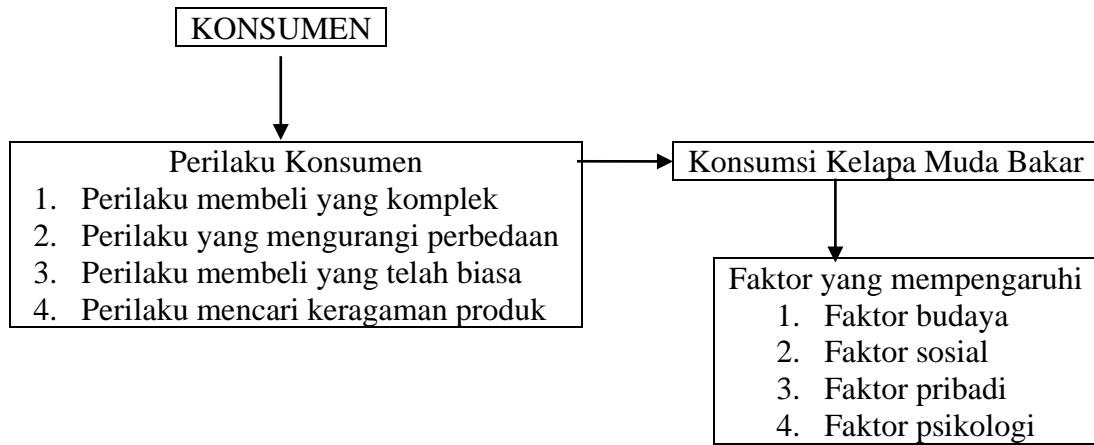 KONSUMEN
Perilaku Konsumen
1. Perilaku membeli yang komplek
2. Perilaku yang mengurangi perbedaan
3. Perilaku membeli yang telah biasa
4. Perilaku mencari keragaman produk
Konsumsi Kelapa Muda Bakar
Faktor yang mempengaruhi
1. Faktor budaya
2. Faktor sosial
3. Faktor pribadi
4. Faktor psikologi